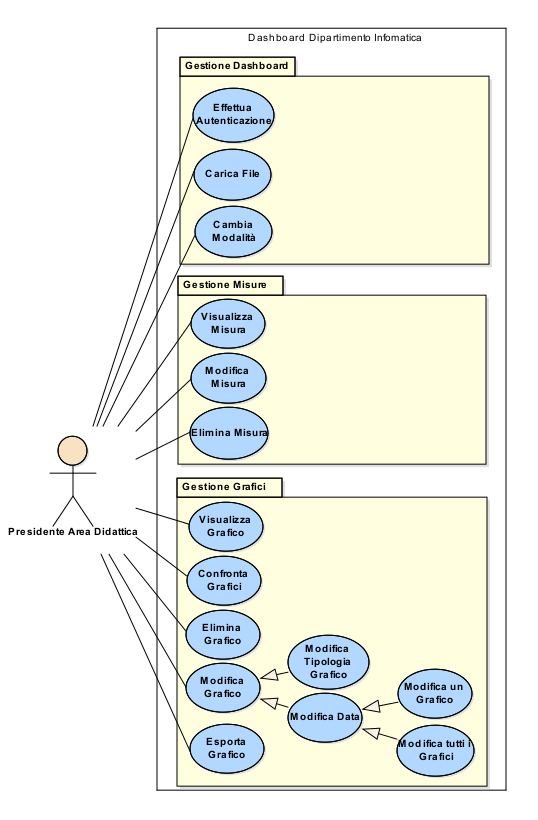 Dashboard Dipartimento Infomatica
Gestione Dashboard
Effettua
Autenticazione
Carica File
Cambia
Modalità
Gestione Misure
Visualizza
Misura
Modifica
Misura
Elimina Misura
Presidente Area Didattica
Gestione Grafici
Visualizza
Grafico
Confronta
Grafici
Elimina
Grafico
Modifica
Grafico
Modifica
Tipologia
Grafico
Modifica Data
Modifica un
Grafico
Modifica tutti i
Grafici
Esporta
Grafico